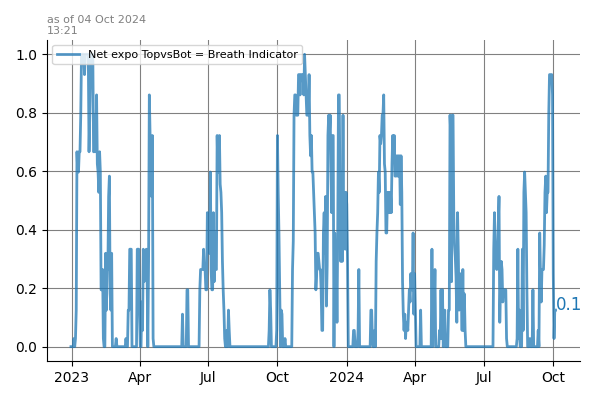 as of 04 Oct 2024
13:21
Net expo TopvsBot = Breath Indicator
1.0
0.8
0.6
0.4
0.2
0.0
0.1
2023 Apr Jul Oct 2024 Apr Jul Oct